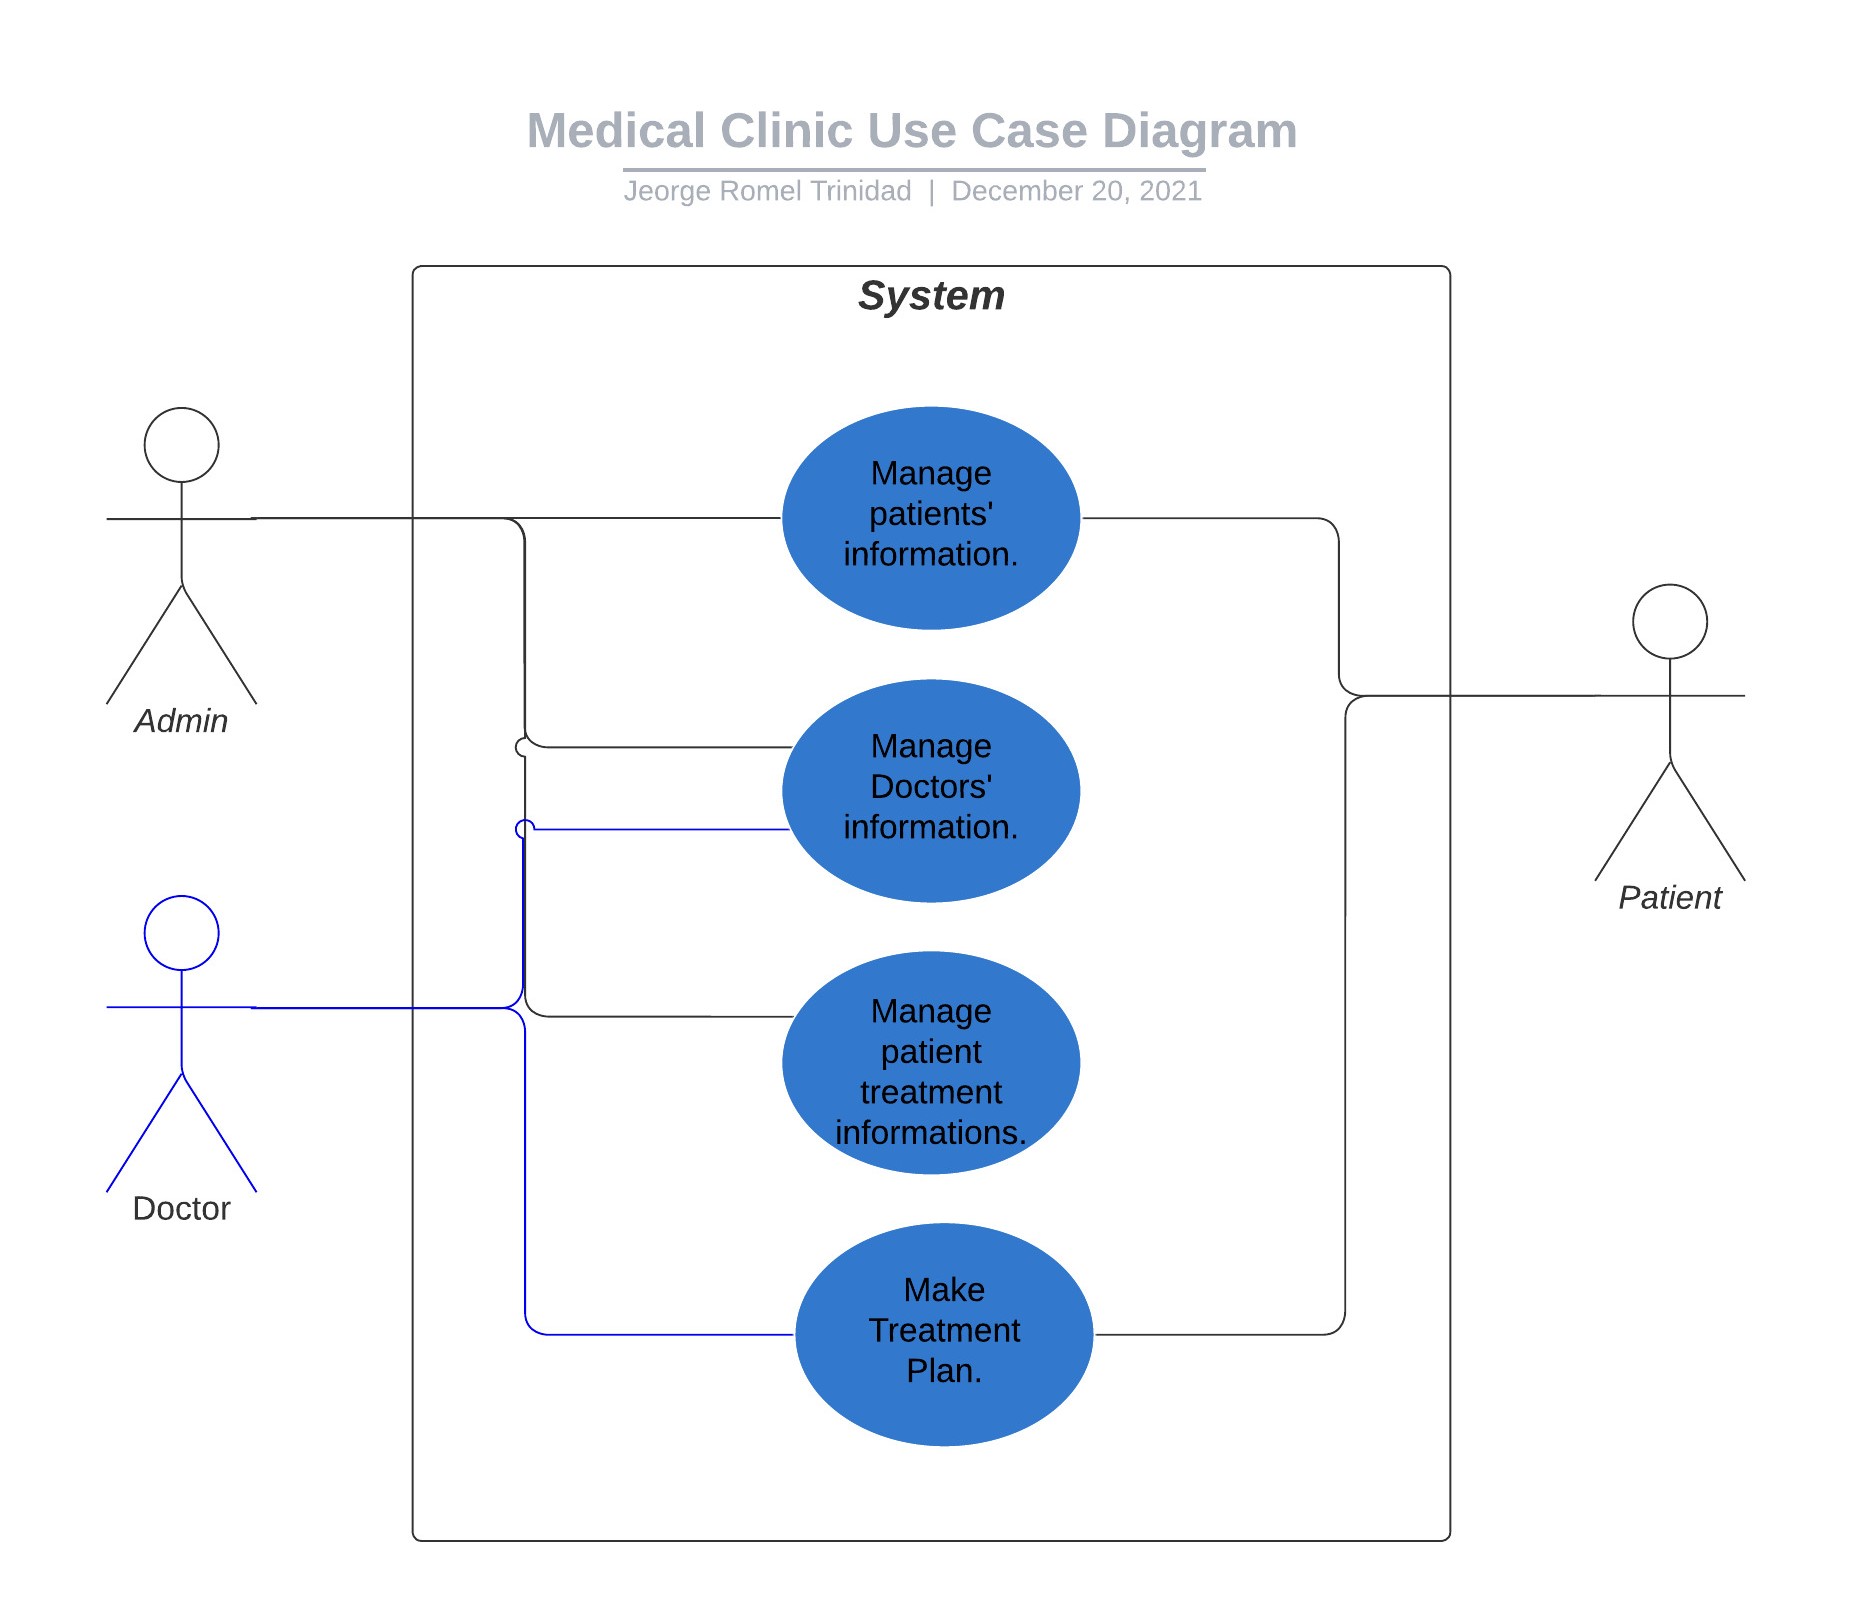 Medical Clinic Use Case Diagram
Jeorge Romel Trinidad | December 20, 2021
System
Manage
patients'
information.
Admin
Manage
Doctors'
information.
Patient
Manage
patient
treatment
informations.
Doctor
Make
Treatment
Plan.